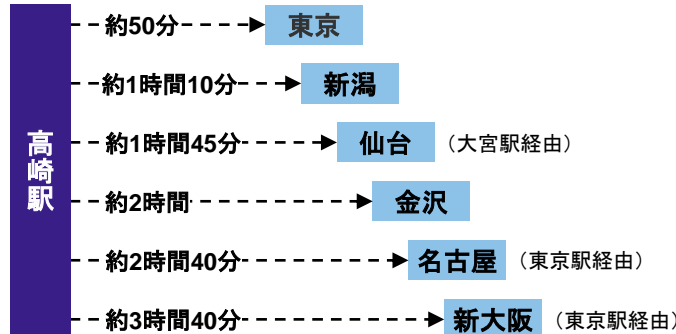 高崎駅
約50分 東京
約1時間10分 新潟
約1時間45分 仙台 （大宮駅経由）
約2時間 金沢
約2時間40分 名古屋 （東京駅経由）
約3時間40分 新大阪 （東京駅経由）